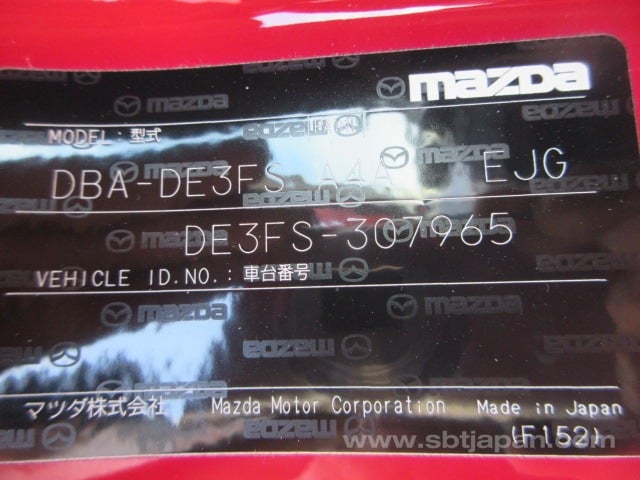 mazda
MODEL : 型式
DBA-DE3FS A4A EJG
DE3FS-307965
VEHICLE ID.NO. : 車台番号
マツダ株式会社 Mazda Motor Corporation Made in Japan
(F152)
www.sbtjapan.com